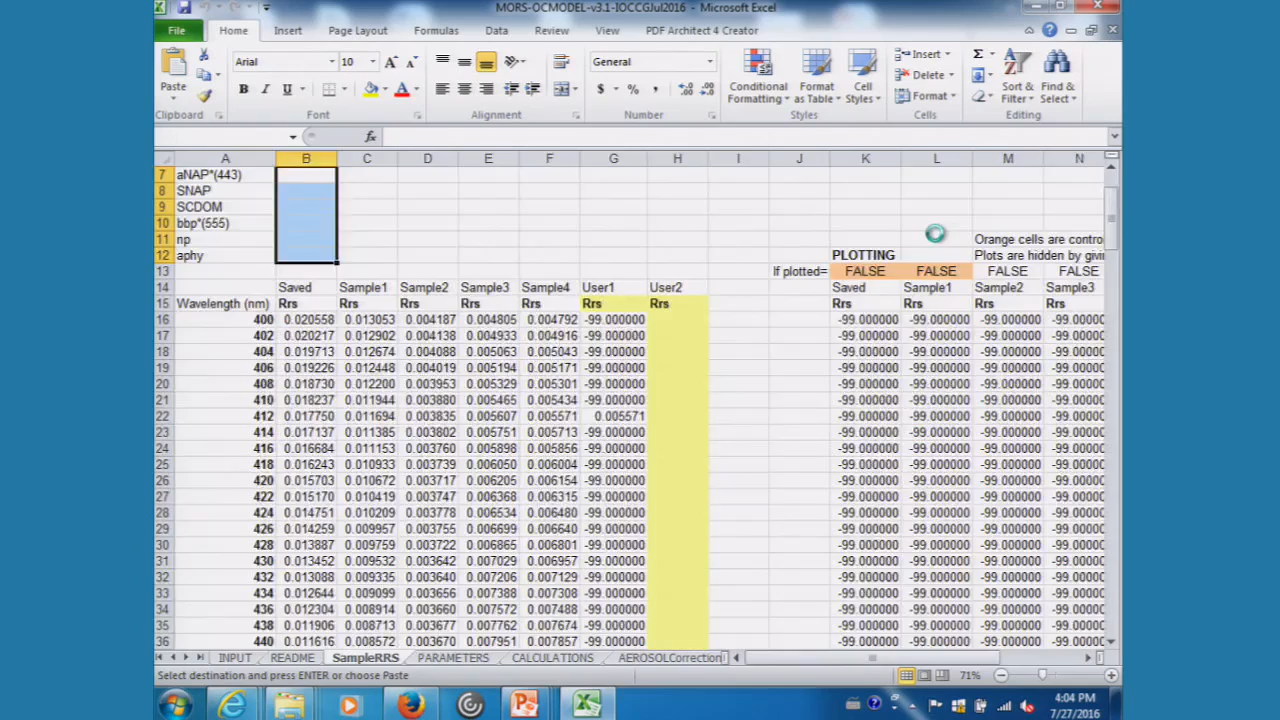 MORS-OCMODEL-v3.1-IOCCGJul2016 - Microsoft Excel
File Home Insert Page Layout Formulas Data Review View PDF Architect 4 Creator
Paste Arial 10 General Conditional Formatting Format as Table Cell Styles Insert Delete Format Sort & Filter Find & Select
Clipboard Font Alignment Number Styles Cells Editing
A B C D E F G H I J K L M N
7 aNAP*(443)
8 SNAP
9 SCDOM
10 bbp*(555)
11 np Orange cells are contro
12 aphy PLOTTING Plots are hidden by givi
13 If plotted= FALSE FALSE FALSE FALSE
14 Saved Sample1 Sample2 Sample3 Sample4 User1 User2 Saved Sample1 Sample2 Sample3
15 Wavelength (nm) Rrs Rrs Rrs Rrs Rrs Rrs Rrs Rrs Rrs Rrs Rrs
16 400 0.020558 0.013053 0.004187 0.004805 0.004792 -99.000000 -99.000000 -99.000000 -99.000000 -99.00000
17 402 0.020217 0.012902 0.004138 0.004933 0.004916 -99.000000 -99.000000 -99.000000 -99.000000 -99.00000
18 404 0.019713 0.012674 0.004088 0.005063 0.005043 -99.000000 -99.000000 -99.000000 -99.000000 -99.00000
19 406 0.019226 0.012448 0.004019 0.005194 0.005171 -99.000000 -99.000000 -99.000000 -99.000000 -99.00000
20 408 0.018730 0.012200 0.003953 0.005329 0.005301 -99.000000 -99.000000 -99.000000 -99.000000 -99.00000
21 410 0.018237 0.011944 0.003880 0.005465 0.005434 -99.000000 -99.000000 -99.000000 -99.000000 -99.00000
22 412 0.017750 0.011694 0.003835 0.005607 0.005571 0.005571 -99.000000 -99.000000 -99.000000 -99.00000
23 414 0.017137 0.011385 0.003802 0.005751 0.005713 -99.000000 -99.000000 -99.000000 -99.000000 -99.00000
24 416 0.016684 0.011153 0.003760 0.005898 0.005856 -99.000000 -99.000000 -99.000000 -99.000000 -99.00000
25 418 0.016243 0.010933 0.003739 0.006050 0.006004 -99.000000 -99.000000 -99.000000 -99.000000 -99.00000
26 420 0.015703 0.010672 0.003717 0.006205 0.006154 -99.000000 -99.000000 -99.000000 -99.000000 -99.00000
27 422 0.015170 0.010419 0.003747 0.006368 0.006315 -99.000000 -99.000000 -99.000000 -99.000000 -99.00000
28 424 0.014751 0.010209 0.003778 0.006534 0.006480 -99.000000 -99.000000 -99.000000 -99.000000 -99.00000
29 426 0.014259 0.009957 0.003755 0.006699 0.006640 -99.000000 -99.000000 -99.000000 -99.000000 -99.00000
30 428 0.013887 0.009759 0.003722 0.006865 0.006801 -99.000000 -99.000000 -99.000000 -99.000000 -99.00000
31 430 0.013452 0.009532 0.003642 0.007029 0.006957 -99.000000 -99.000000 -99.000000 -99.000000 -99.00000
32 432 0.013088 0.009335 0.003640 0.007206 0.007129 -99.000000 -99.000000 -99.000000 -99.000000 -99.00000
33 434 0.012644 0.009099 0.003656 0.007388 0.007308 -99.000000 -99.000000 -99.000000 -99.000000 -99.00000
34 436 0.012304 0.008914 0.003660 0.007572 0.007488 -99.000000 -99.000000 -99.000000 -99.000000 -99.00000
35 438 0.011906 0.008713 0.003677 0.007762 0.007674 -99.000000 -99.000000 -99.000000 -99.000000 -99.00000
36 440 0.011616 0.008572 0.003670 0.007951 0.007857 -99.000000 -99.000000 -99.000000 -99.000000 -99.00000
INPUT README SampleRRS PARAMETERS CALCULATIONS AEROSOLCorrection
Select destination and press ENTER or choose Paste 71%
4:04 PM
7/27/2016